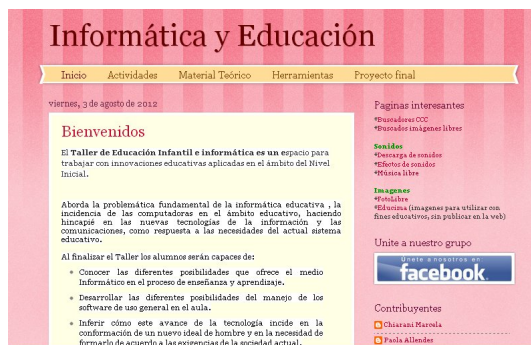 Informática y Educación
Inicio
Actividades
Material Teórico
Herramientas
Proyecto final
viernes, 3 de agosto de 2012
Bienvenidos
El Taller de Educación Infantil e informática es un espacio para
trabajar con innovaciones educativas aplicadas en el ámbito del Nivel
Inicial.
Aborda la problemática fundamental de la informática educativa , la
incidencia de las computadoras en el ámbito educativo, haciendo
hincapié en las nuevas tecnologías de la información y las
comunicaciones, como respuesta a las necesidades del actual sistema
educativo.
Al finalizar el Taller los alumnos serán capaces de:
Conocer las diferentes posibilidades que ofrece el medio
Informático en el proceso de enseñanza y aprendizaje.
Desarrollar las diferentes posibilidades del manejo de los
software de uso general en el aula.
Inferir cómo este avance de la tecnología incide en la
conformación de un nuevo ideal de hombre y en la necesidad de
formarlo de acuerdo a las exigencias de la sociedad actual.
Paginas interesantes
*Buscadores CCC
*Buscados imágenes libres
Sonidos
*Descarga de sonidos
*Efectos de sonidos
*Música libre
Imagenes
*FotoLibre
*Educima (imagenes para utilizar con
fines educativos, sin publicar en la web)
Unite a nuestro grupo
Únete a nosotros en
facebook
Contribuyentes
Chiarani Marcela
Paola Allendes